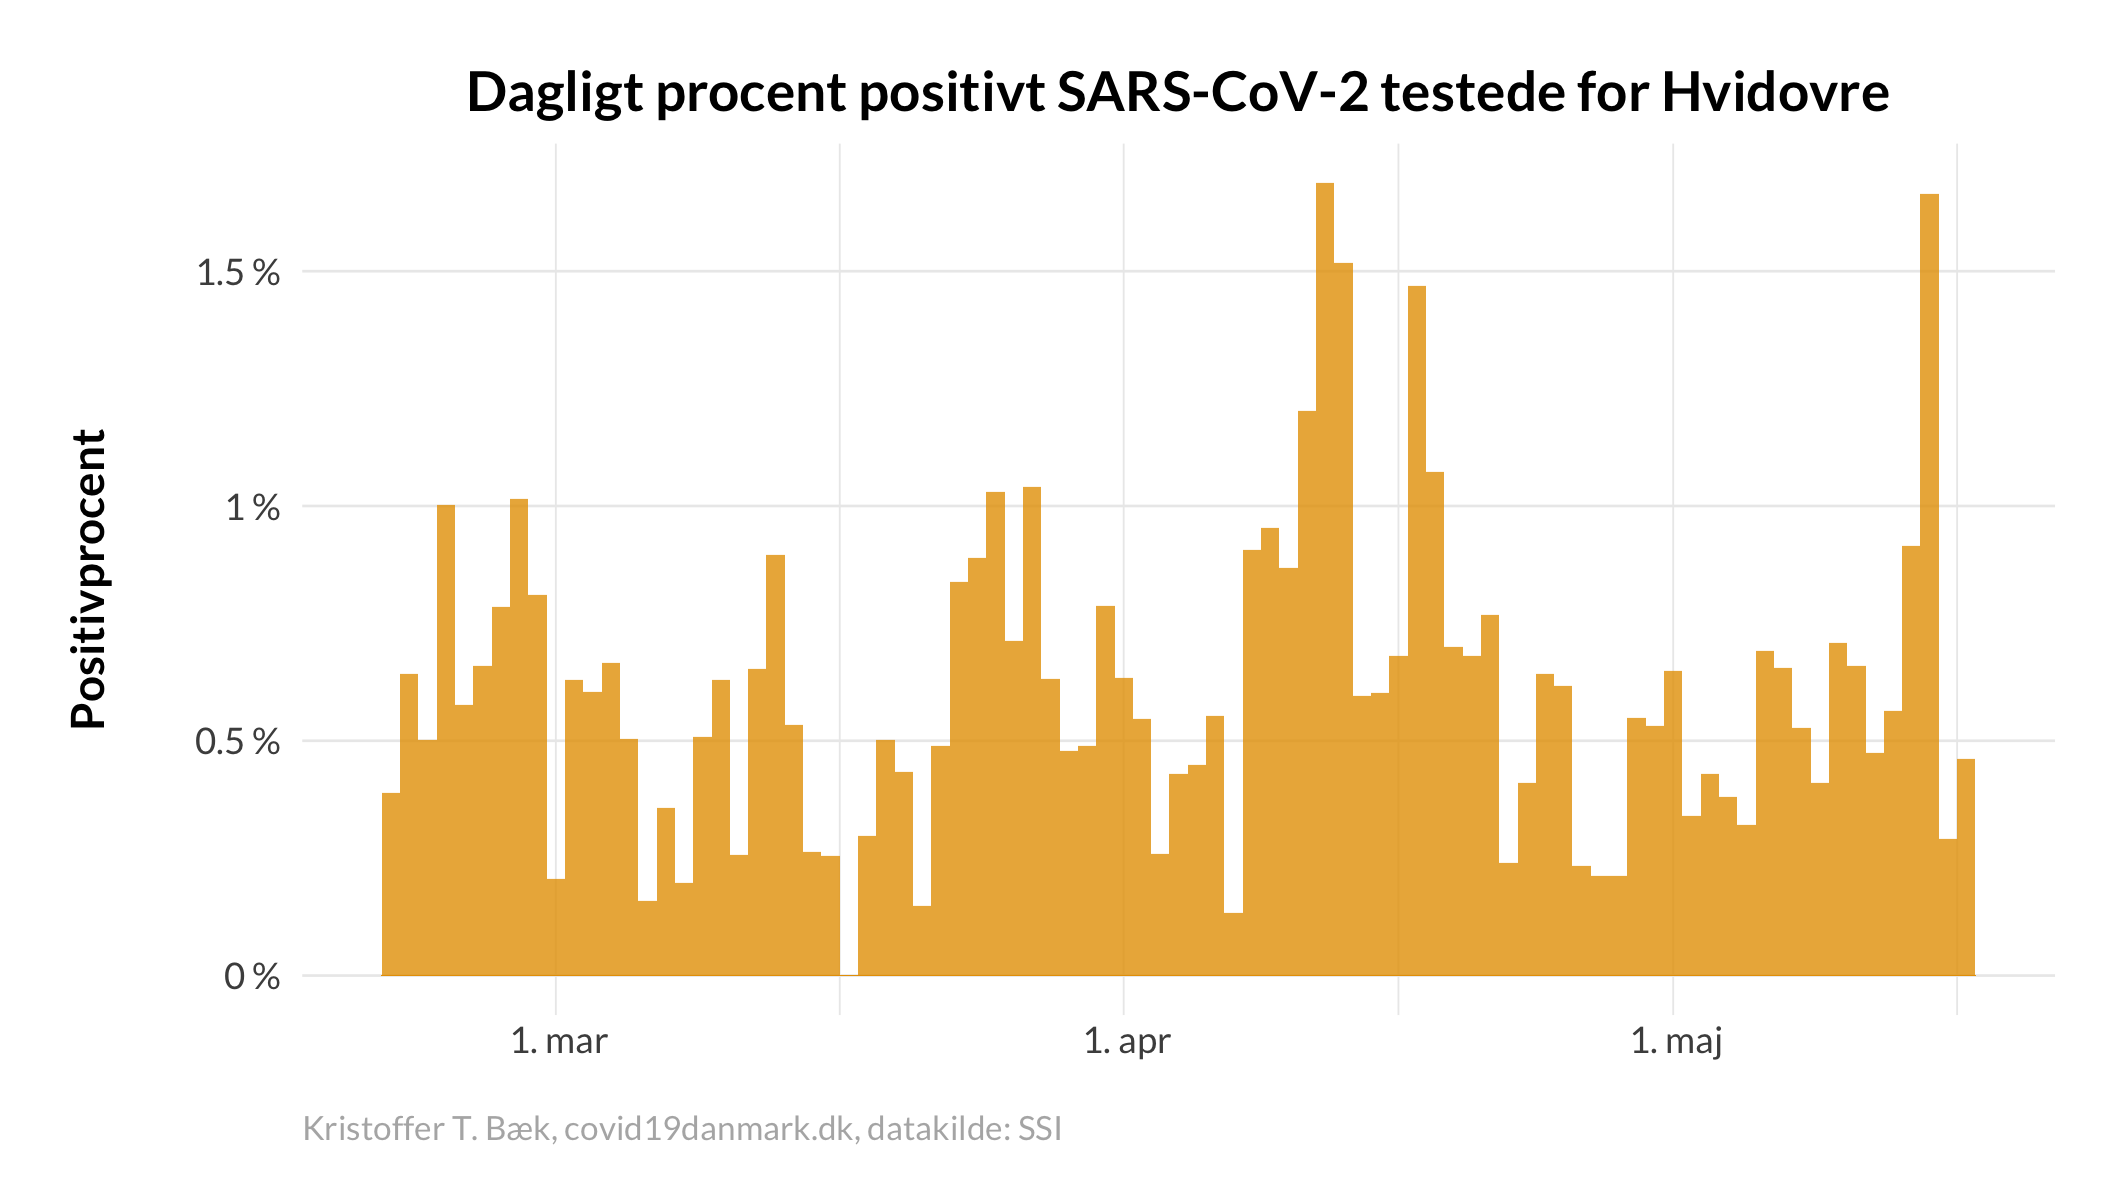 Dagligt procent positivt SARS-CoV-2 testede for Hvidovre
Positivprocent
1.5 %
1 %
0.5 %
0 %
1. mar
1. apr
1. maj
Kristoffer T. Bæk, covid19danmark.dk, datakilde: SSI